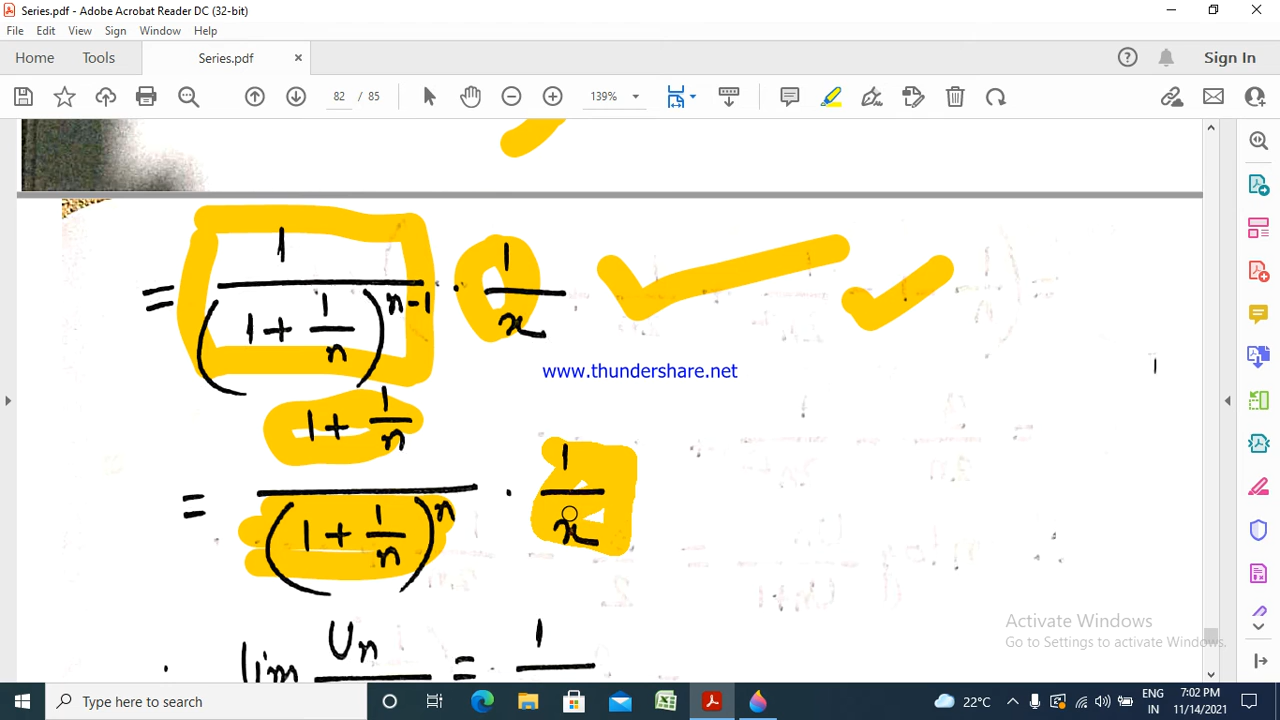 Series.pdf - Adobe Acrobat Reader DC (32-bit)
File Edit View Sign Window Help
Home Tools Series.pdf × Sign In
82 / 85 139%
= 1 / (1 + 1/n)^(n-1) · 1/x
www.thundershare.net
= (1 + 1/n) / (1 + 1/n)^n · 1/x
lim Un = 1
Activate Windows
Go to Settings to activate Windows.
Type here to search
22°C ENG 7:02 PM
IN 11/14/2021